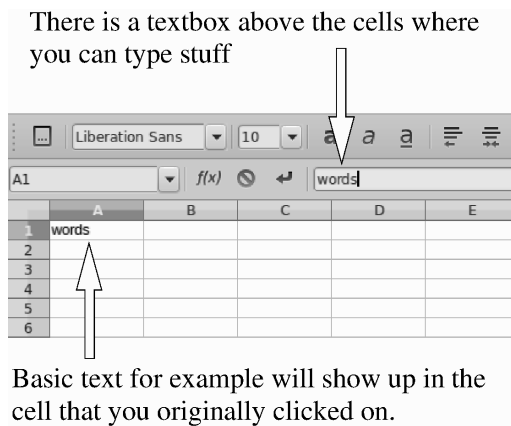 There is a textbox above the cells where
you can type stuff
... Liberation Sans 10 a a a
A1 f(x) words
A B C D E
1 words
2
3
4
5
6
Basic text for example will show up in the
cell that you originally clicked on.